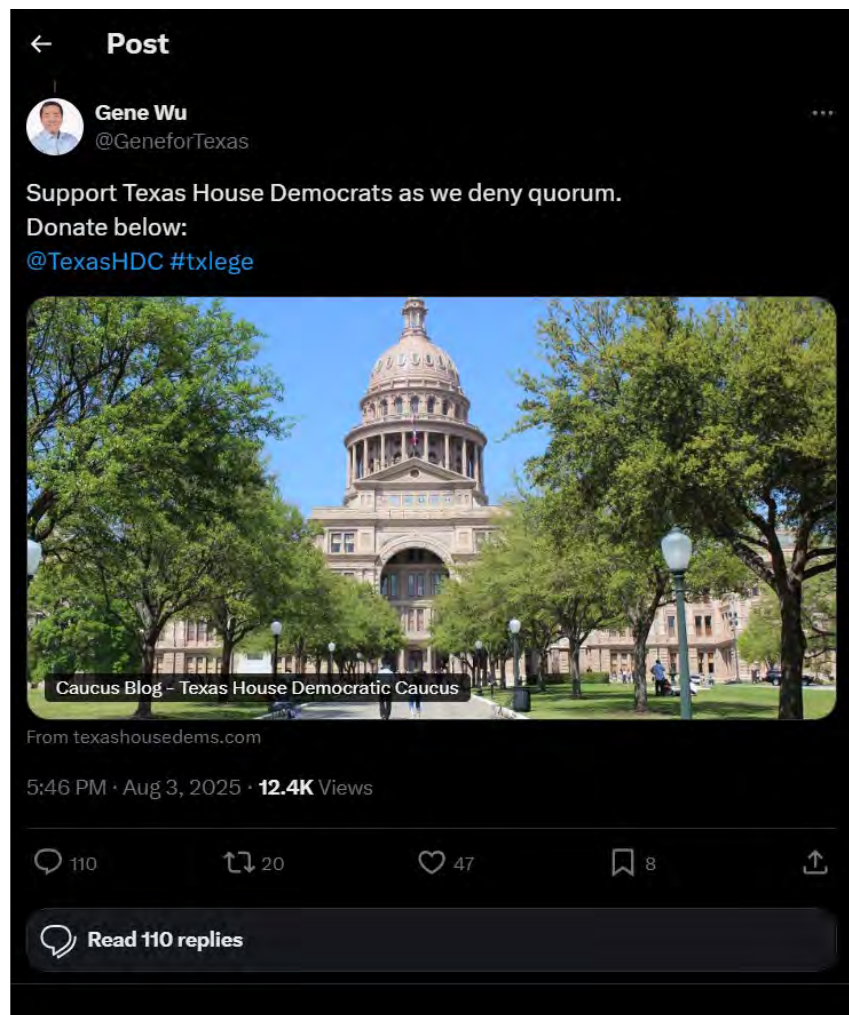 Post
Gene Wu
@GeneforTexas
Support Texas House Democrats as we deny quorum.
Donate below:
@TexasHDC #txlege
Caucus Blog - Texas House Democratic Caucus
From texashousedems.com
5:46 PM · Aug 3, 2025 · 12.4K Views
110 20 47 8
Read 110 replies